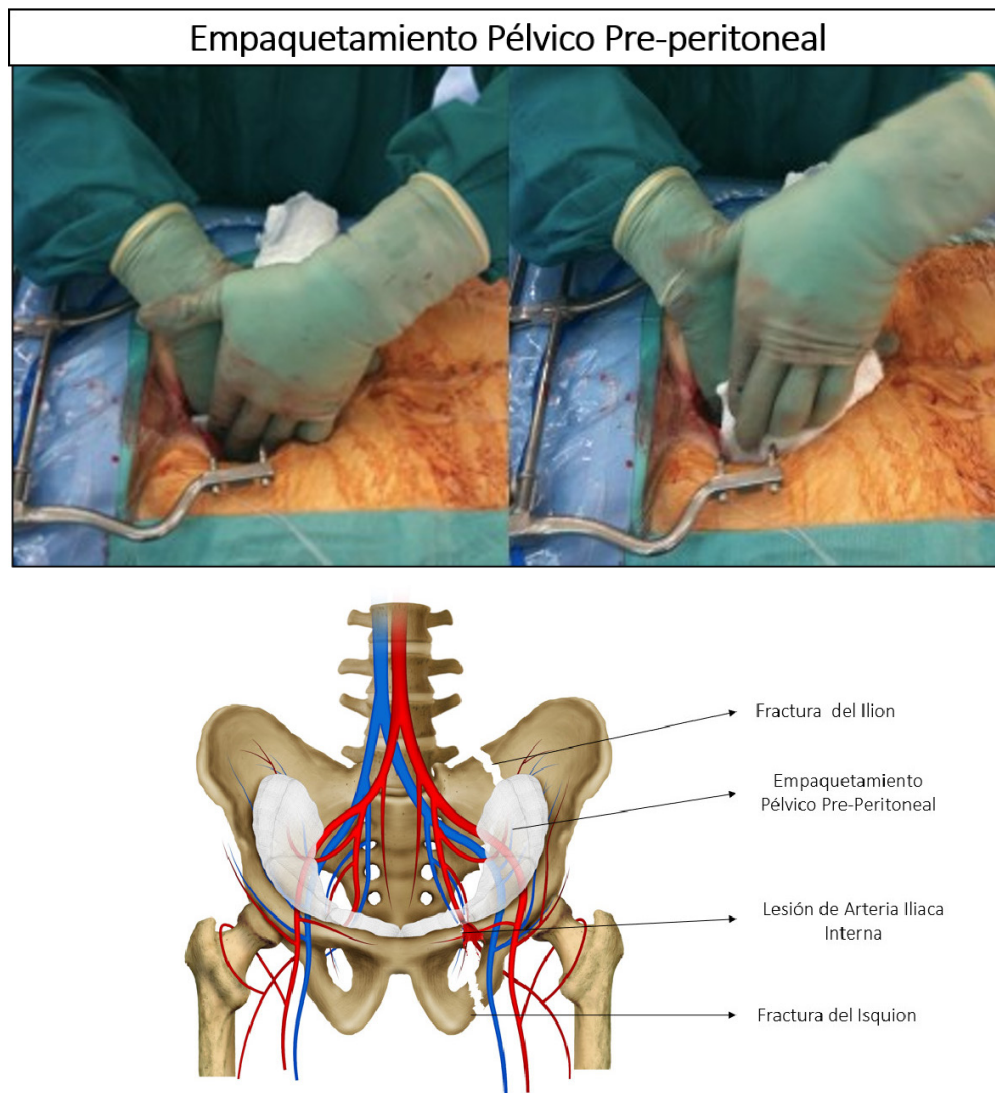 Empaquetamiento Pélvico Pre-peritoneal
Fractura del Ilion
Empaquetamiento
Pélvico Pre-Peritoneal
Lesión de Arteria Iliaca
Interna
Fractura del Isquion